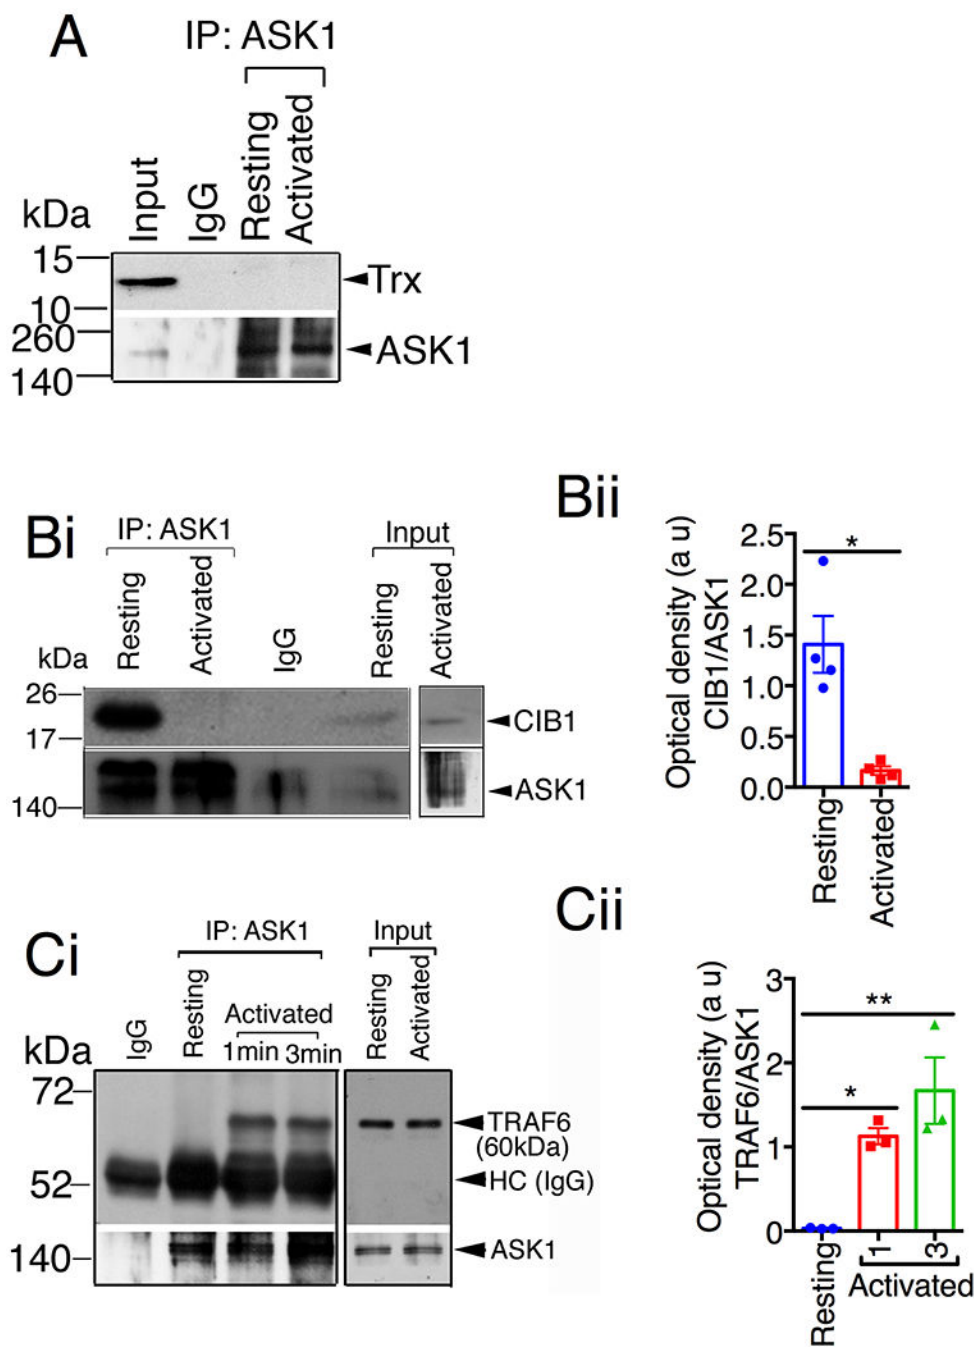 A
IP: ASK1
kDa
Input
IgG
Resting
Activated
15
10
260
140
Trx
ASK1
Bi
IP: ASK1
Input
kDa
Resting
Activated
IgG
Resting
Activated
26
17
140
CIB1
ASK1
Bii
Optical density (a u)
CIB1/ASK1
2.5
2.0
1.5
1.0
0.5
0.0
*
Resting
Activated
Ci
IP: ASK1
Input
kDa
IgG
Resting
Activated
1min 3min
Resting
Activated
72
52
140
TRAF6
(60kDa)
HC (IgG)
ASK1
Cii
Optical density (a u)
TRAF6/ASK1
3
2
1
0
**
*
Resting
1
3
Activated